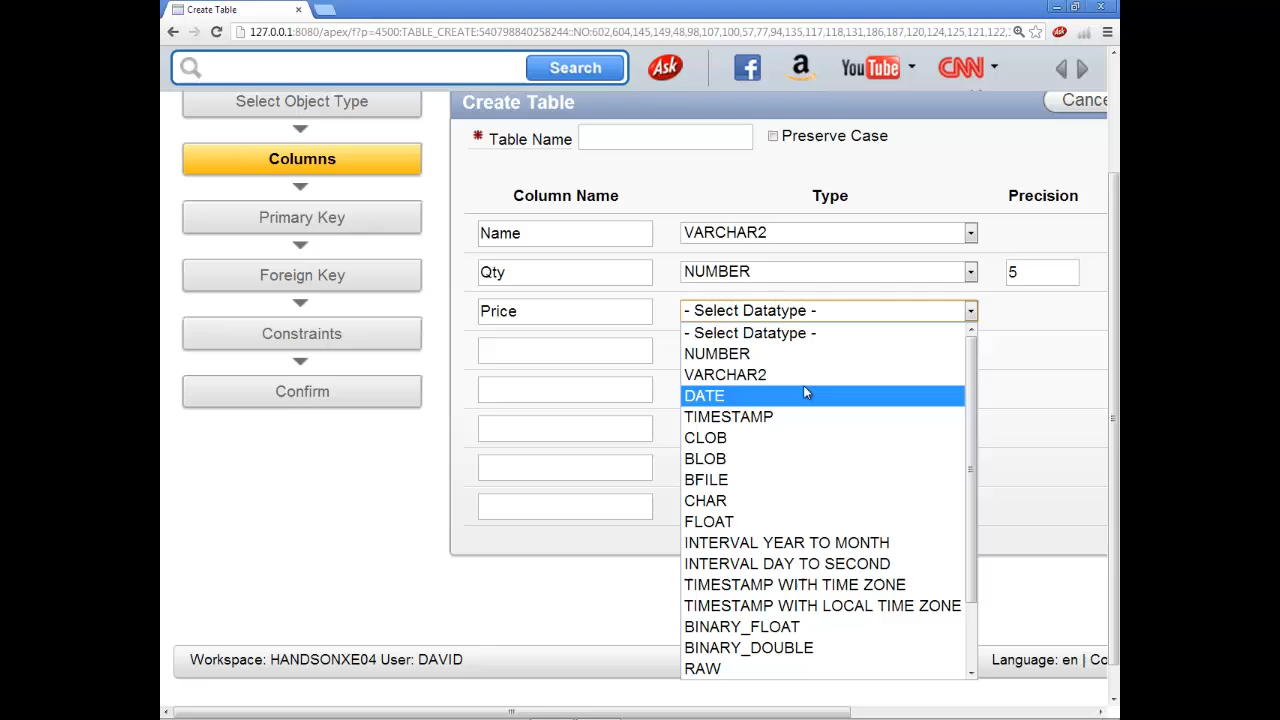 Create Table
127.0.0.1:8080/apex/f?p=4500:TABLE_CREATE:540798840258244::NO:602,604,145,149,48,98,107,100,57,77,94,135,117,118,131,186,187,120,124,125,121,122,1
Search
Ask
You Tube
CNN
Select Object Type
Columns
Primary Key
Foreign Key
Constraints
Confirm
Create Table
Cance
* Table Name
Preserve Case
Column Name Type Precision
Name VARCHAR2
Qty NUMBER 5
Price - Select Datatype -
- Select Datatype -
NUMBER
VARCHAR2
DATE
TIMESTAMP
CLOB
BLOB
BFILE
CHAR
FLOAT
INTERVAL YEAR TO MONTH
INTERVAL DAY TO SECOND
TIMESTAMP WITH TIME ZONE
TIMESTAMP WITH LOCAL TIME ZONE
BINARY_FLOAT
BINARY_DOUBLE
RAW
Workspace: HANDSONXE04 User: DAVID
Language: en | Co